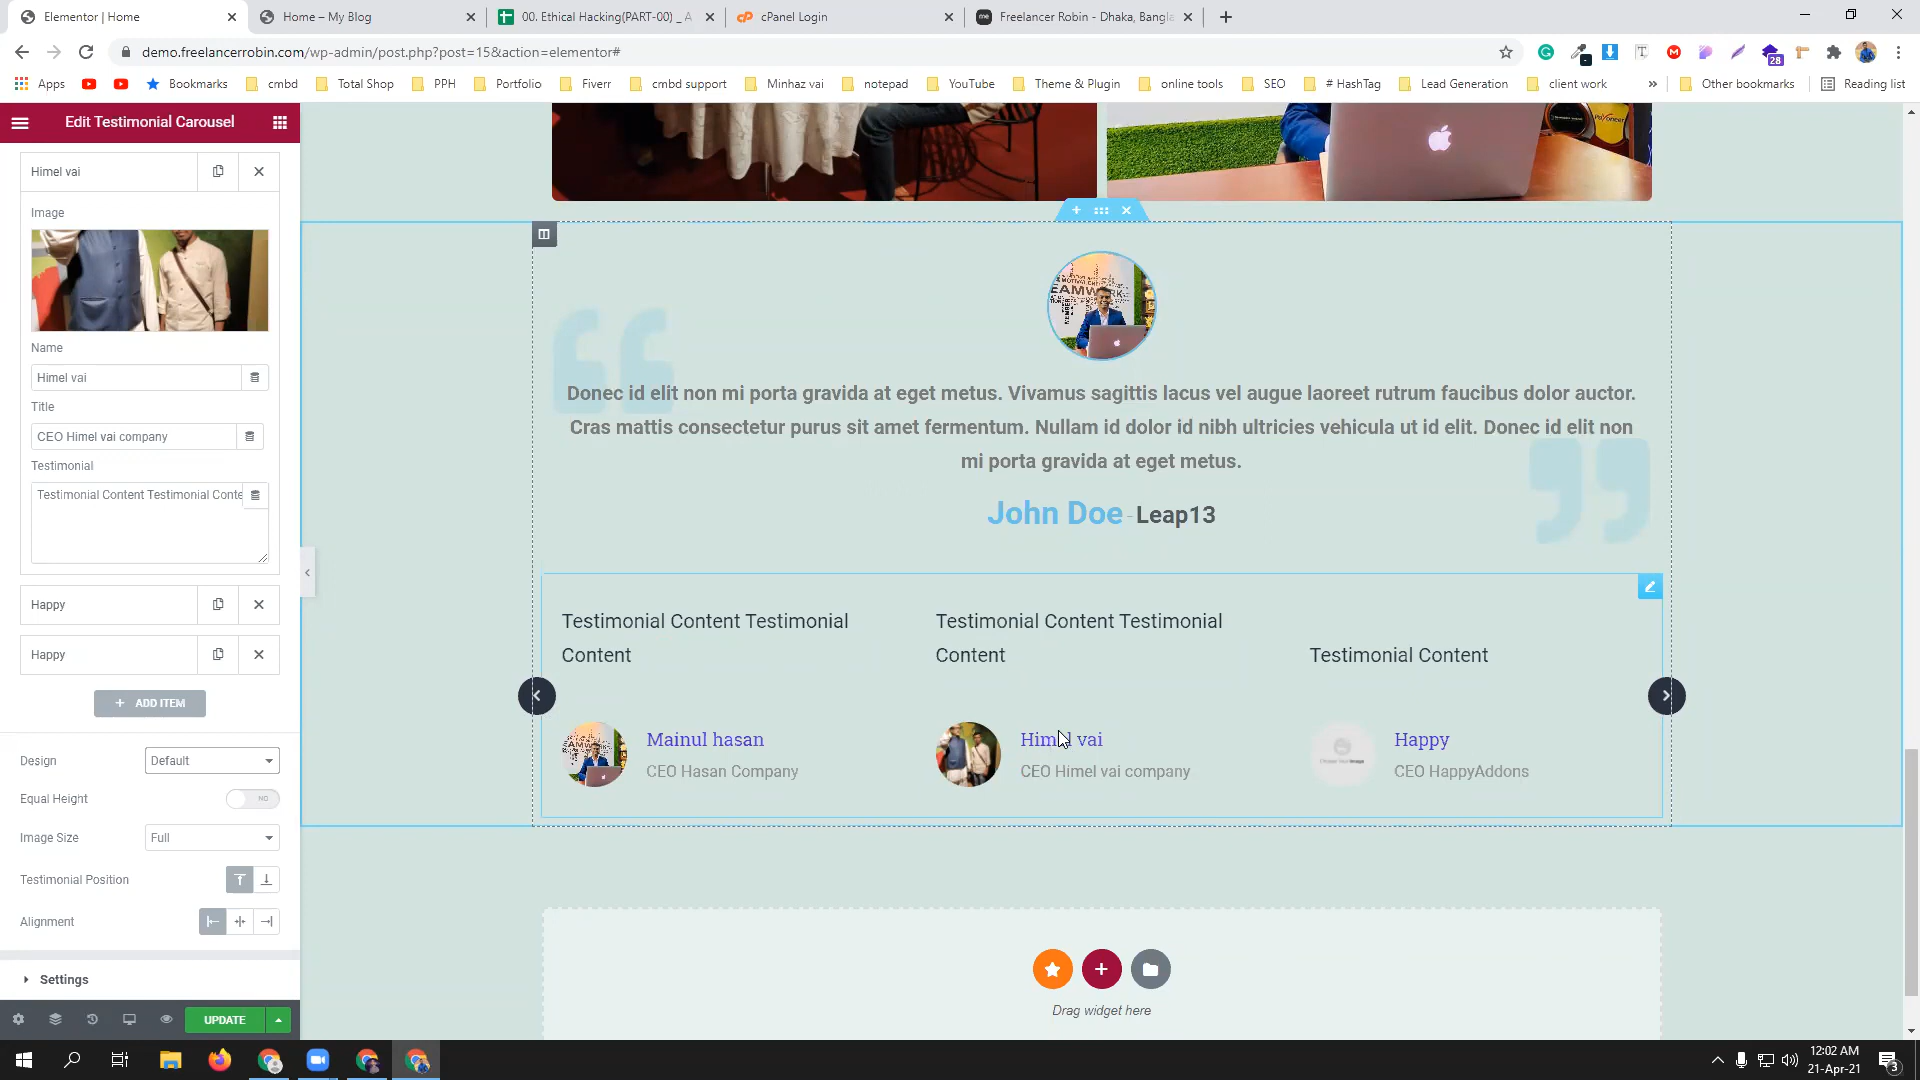 Elementor | Home
Home – My Blog
00. Ethical Hacking(PART-00) _ A
cPanel Login
Freelancer Robin - Dhaka, Bangla
demo.freelancerrobin.com/wp-admin/post.php?post=15&action=elementor#
28
Apps
Bookmarks
cmbd
Total Shop
PPH
Portfolio
Fiverr
cmbd support
Minhaz vai
notepad
YouTube
Theme & Plugin
online tools
SEO
# HashTag
Lead Generation
client work
»
Other bookmarks
Reading list
Edit Testimonial Carousel
Himel vai
Image
Name
Himel vai
Title
CEO Himel vai company
Testimonial
Testimonial Content Testimonial Conte
Happy
Happy
+ ADD ITEM
Design
Default
Equal Height
NO
Image Size
Full
Testimonial Position
Alignment
Settings
UPDATE
Payoneer
EAMWORK
Donec id elit non mi porta gravida at eget metus. Vivamus sagittis lacus vel augue laoreet rutrum faucibus dolor auctor.
Cras mattis consectetur purus sit amet fermentum. Nullam id dolor id nibh ultricies vehicula ut id elit. Donec id elit non
mi porta gravida at eget metus.
John Doe - Leap13
Testimonial Content Testimonial
Content
Mainul hasan
CEO Hasan Company
Testimonial Content Testimonial
Content
Himel vai
CEO Himel vai company
Testimonial Content
Happy
CEO HappyAddons
Drag widget here
12:02 AM
21-Apr-21
3